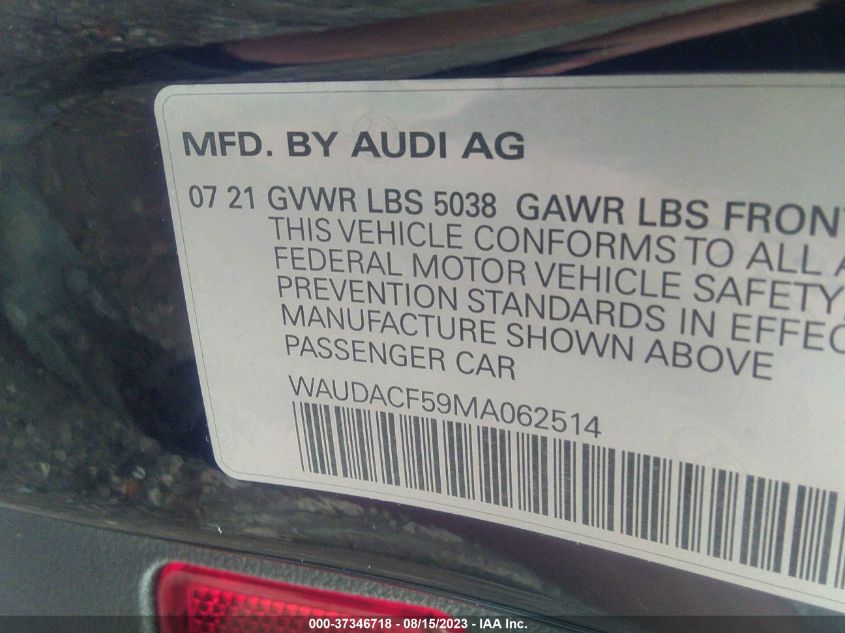 MFD. BY AUDI AG
07 21 GVWR LBS 5038 GAWR LBS FRONT
THIS VEHICLE CONFORMS TO ALL A
FEDERAL MOTOR VEHICLE SAFETY,
PREVENTION STANDARDS IN EFFEC
MANUFACTURE SHOWN ABOVE
PASSENGER CAR
WAUDACF59MA062514
000-37346718 - 08/15/2023 - IAA Inc.